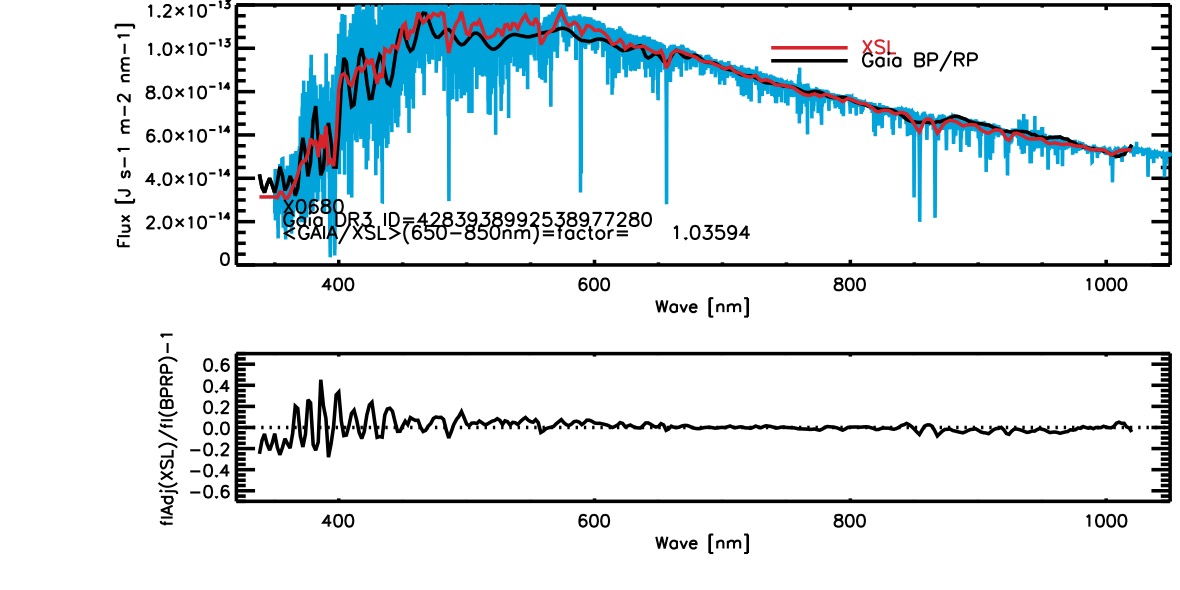 1.2×10−13
1.0×10−13
8.0×10−14
6.0×10−14
4.0×10−14
2.0×10−14
0
Flux [J s−1 m−2 nm−1]
XSL
Gaia BP/RP
X0680
Gaia DR3 ID=4283938992538977280
<GAIA/XSL>(650−850nm)=factor= 1.03594
400 600 800 1000
Wave [nm]
0.6
0.4
0.2
0.0
−0.2
−0.4
−0.6
flAdj(XSL)/fl(BPRP)−1
400 600 800 1000
Wave [nm]